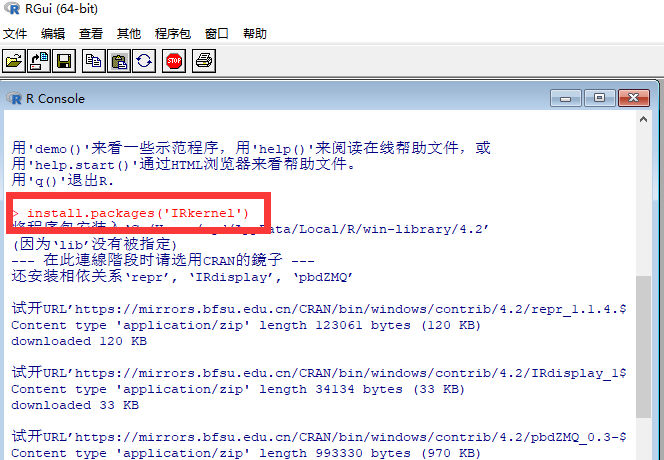 RGui (64-bit)
文件 编辑 查看 其他 程序包 窗口 帮助
STOP
R Console
用'demo()'来看一些示范程序，用'help()'来阅读在线帮助文件，或
用'help.start()'通过HTML浏览器来看帮助文件。
用'q()'退出R.
> install.packages('IRkernel')
将程序包安装入 Data/Local/R/win-library/4.2’
(因为‘lib’没有被指定)
--- 在此連線階段时请选用CRAN的鏡子 ---
还安装相依关系‘repr’, ‘IRdisplay’, ‘pbdZMQ’
试开URL’https://mirrors.bfsu.edu.cn/CRAN/bin/windows/contrib/4.2/repr_1.1.4.$
Content type 'application/zip' length 123061 bytes (120 KB)
downloaded 120 KB
试开URL’https://mirrors.bfsu.edu.cn/CRAN/bin/windows/contrib/4.2/IRdisplay_1$
Content type 'application/zip' length 34134 bytes (33 KB)
downloaded 33 KB
试开URL’https://mirrors.bfsu.edu.cn/CRAN/bin/windows/contrib/4.2/pbdZMQ_0.3-$
Content type 'application/zip' length 993330 bytes (970 KB)